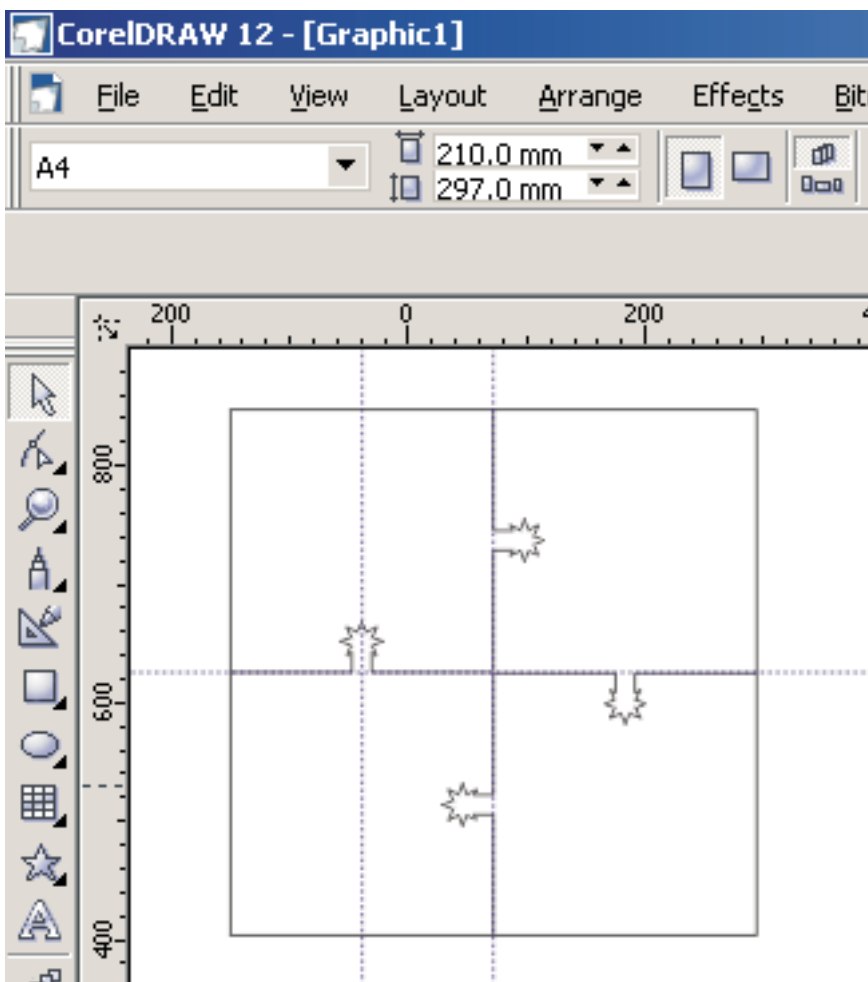 CorelDRAW 12 - [Graphic1]
File Edit View Layout Arrange Effects
A4
210.0 mm
297.0 mm
200 0 200
800
600
400